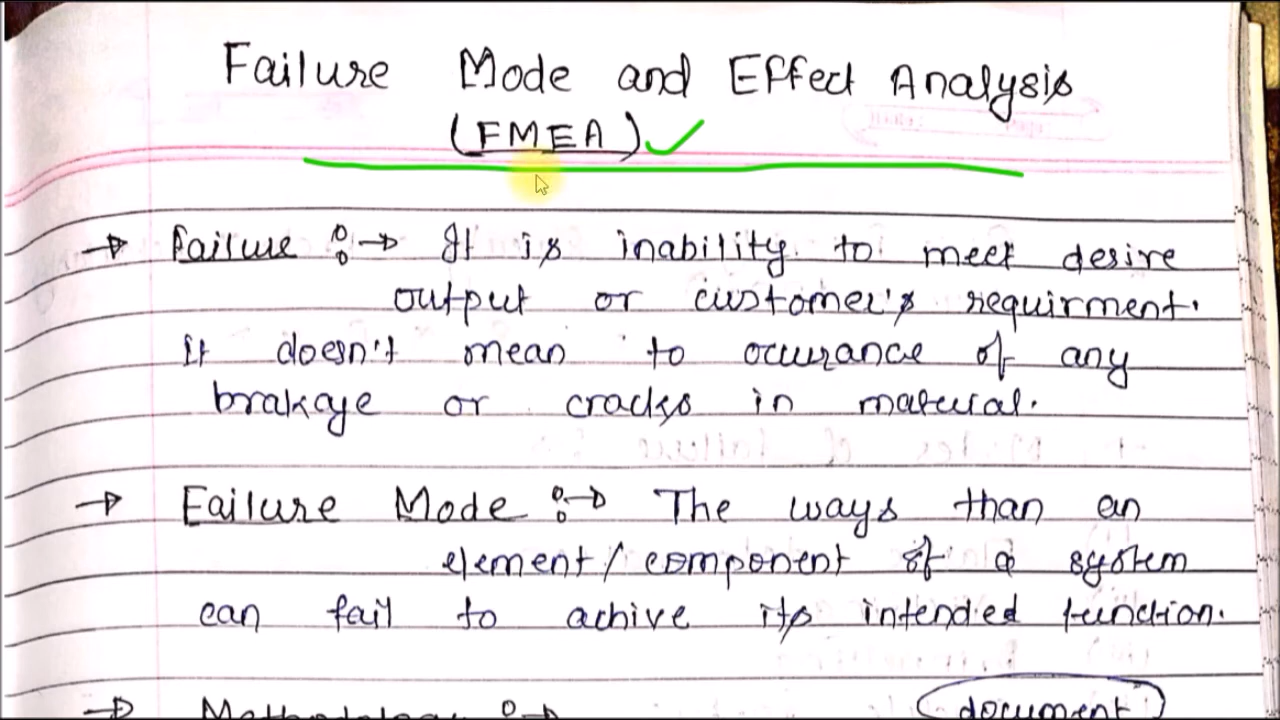 Failure Mode and Effect Analysis
(FMEA)
→ Failure :→ It is inability to meet desire
output or customer's requirment.
It doesn't mean to occurance of any
brakage or cracks in material.
→ Failure Mode :→ The ways than an
element/component of a system
can fail to achive its intended function.
→ Methodology :→ document